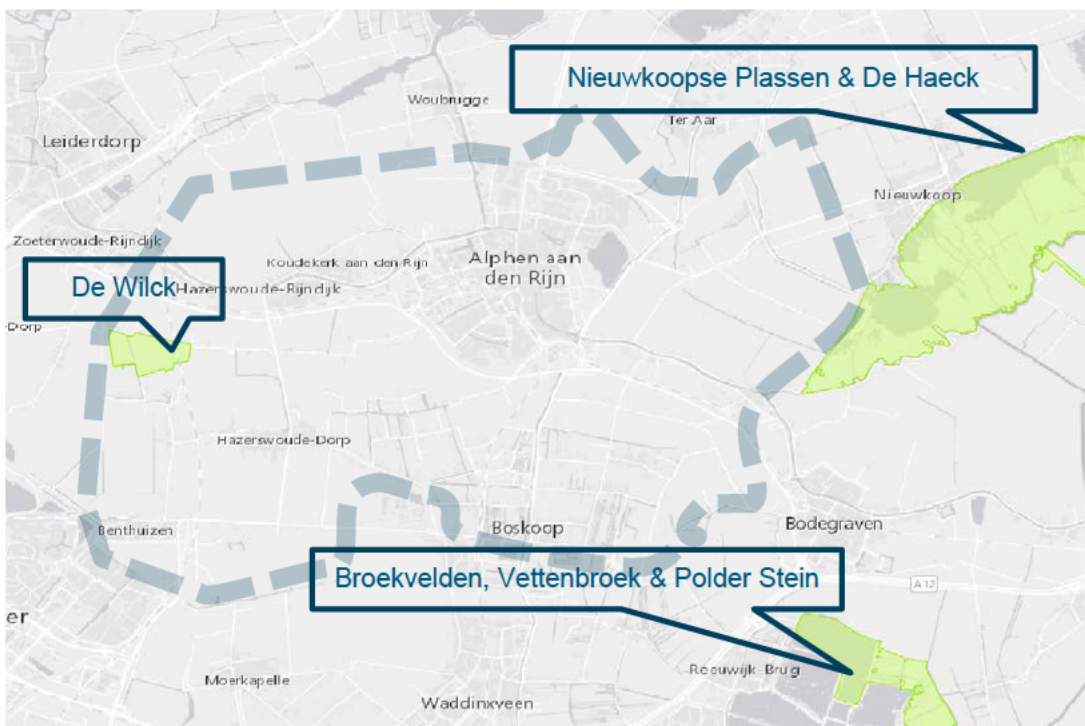 Nieuwkoopse Plassen & De Haeck
Woubrugge
Ter Aar
Leiderdorp
Nieuwkoop
Zoeterwoude-Rijndijk
Koudekerk aan den Rijn
Alphen aan
den Rijn
De Wilck
Hazerswoude-Rijndijk
-Dorp
Hazerswoude-Dorp
Benthuizen
Boskoop
Bodegraven
Broekvelden, Vettenbroek & Polder Stein
A 12
er
Reeuwijk-Brug
Moerkapelle
Waddinxveen